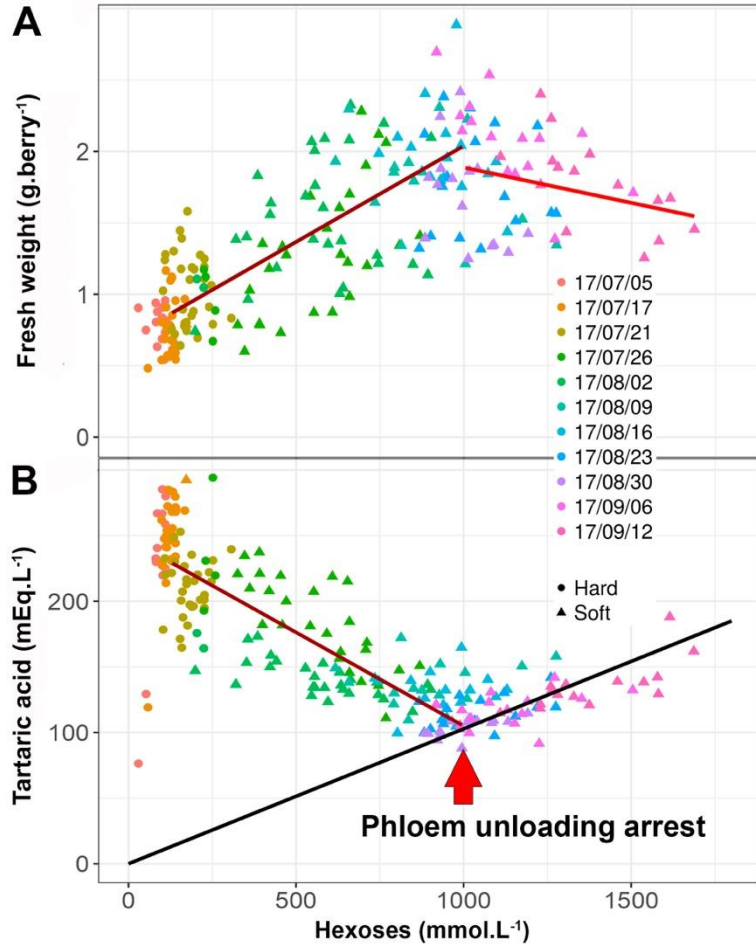 A
Fresh weight (g.berry⁻¹)
2
1
0
17/07/05
17/07/17
17/07/21
17/07/26
17/08/02
17/08/09
17/08/16
17/08/23
17/08/30
17/09/06
17/09/12
Hard
Soft
B
Tartaric acid (mEq.L⁻¹)
200
100
0
Phloem unloading arrest
0 500 1000 1500
Hexoses (mmol.L⁻¹)